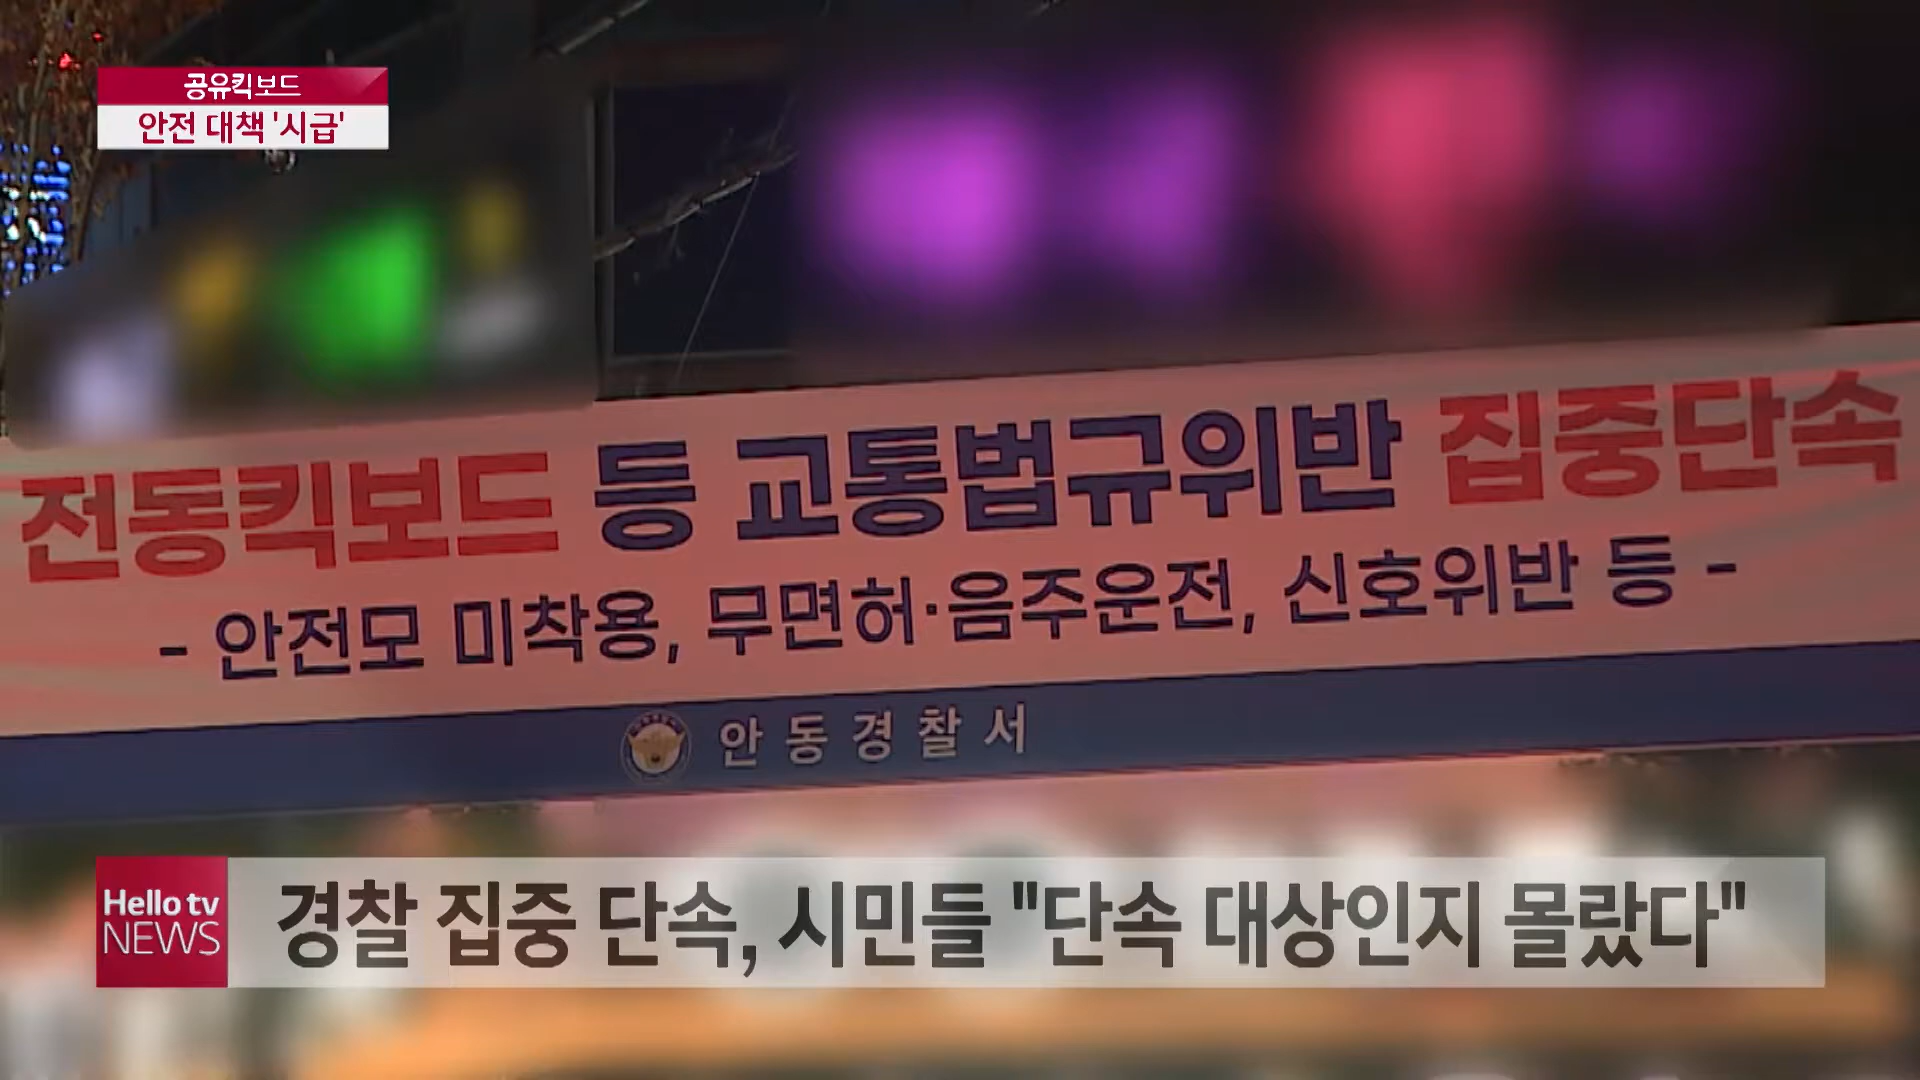 공유킥보드
안전 대책 '시급'
전동킥보드 등 교통법규위반 집중단속
- 안전모 미착용, 무면허·음주운전, 신호위반 등 -
안동경찰서
Hello tv
NEWS
경찰 집중 단속, 시민들 "단속 대상인지 몰랐다"